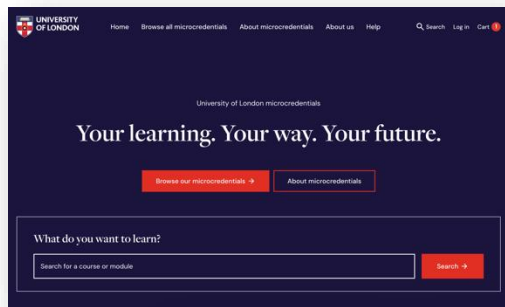 UNIVERSITY
OF LONDON
Home Browse all microcredentials About microcredentials About us Help Search Log in Cart 1
University of London microcredentials
Your learning. Your way. Your future.
Browse our microcredentials → About microcredentials
What do you want to learn?
Search for a course or module Search →